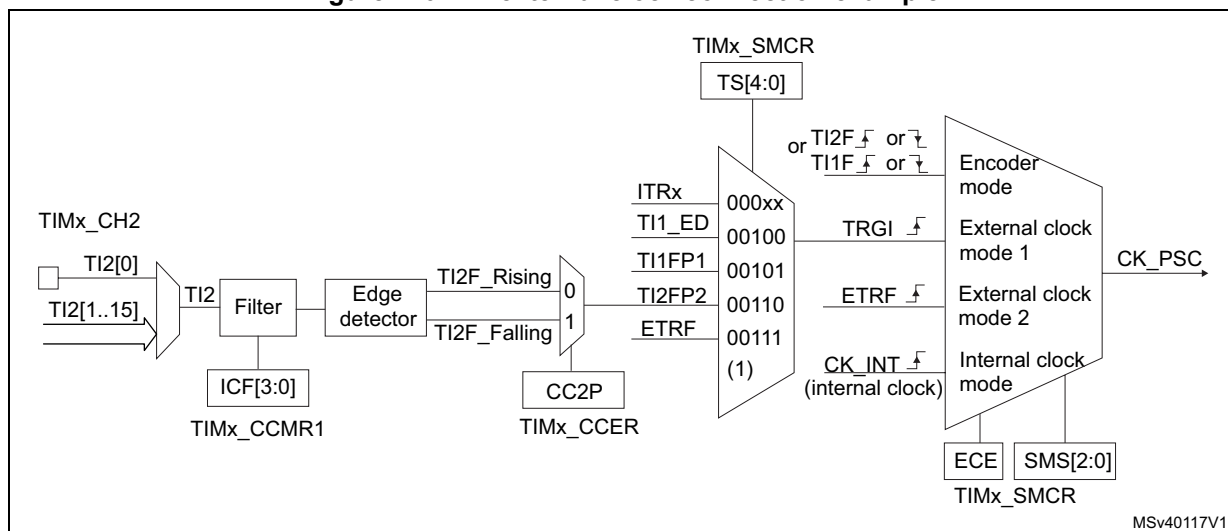 TIMx_SMCR
TS[4:0]
TIMx_CH2
TI2[0]
TI2[1..15]
TI2
Filter
ICF[3:0]
TIMx_CCMR1
Edge
detector
TI2F_Rising
TI2F_Falling
0
1
CC2P
TIMx_CCER
ITRx
TI1_ED
TI1FP1
TI2FP2
ETRF
000xx
00100
00101
00110
00111
(1)
or TI2F or
TI1F or
TRGI
ETRF
CK_INT
(internal clock)
Encoder
mode
External clock
mode 1
External clock
mode 2
Internal clock
mode
CK_PSC
ECE
SMS[2:0]
TIMx_SMCR
MSv40117V1